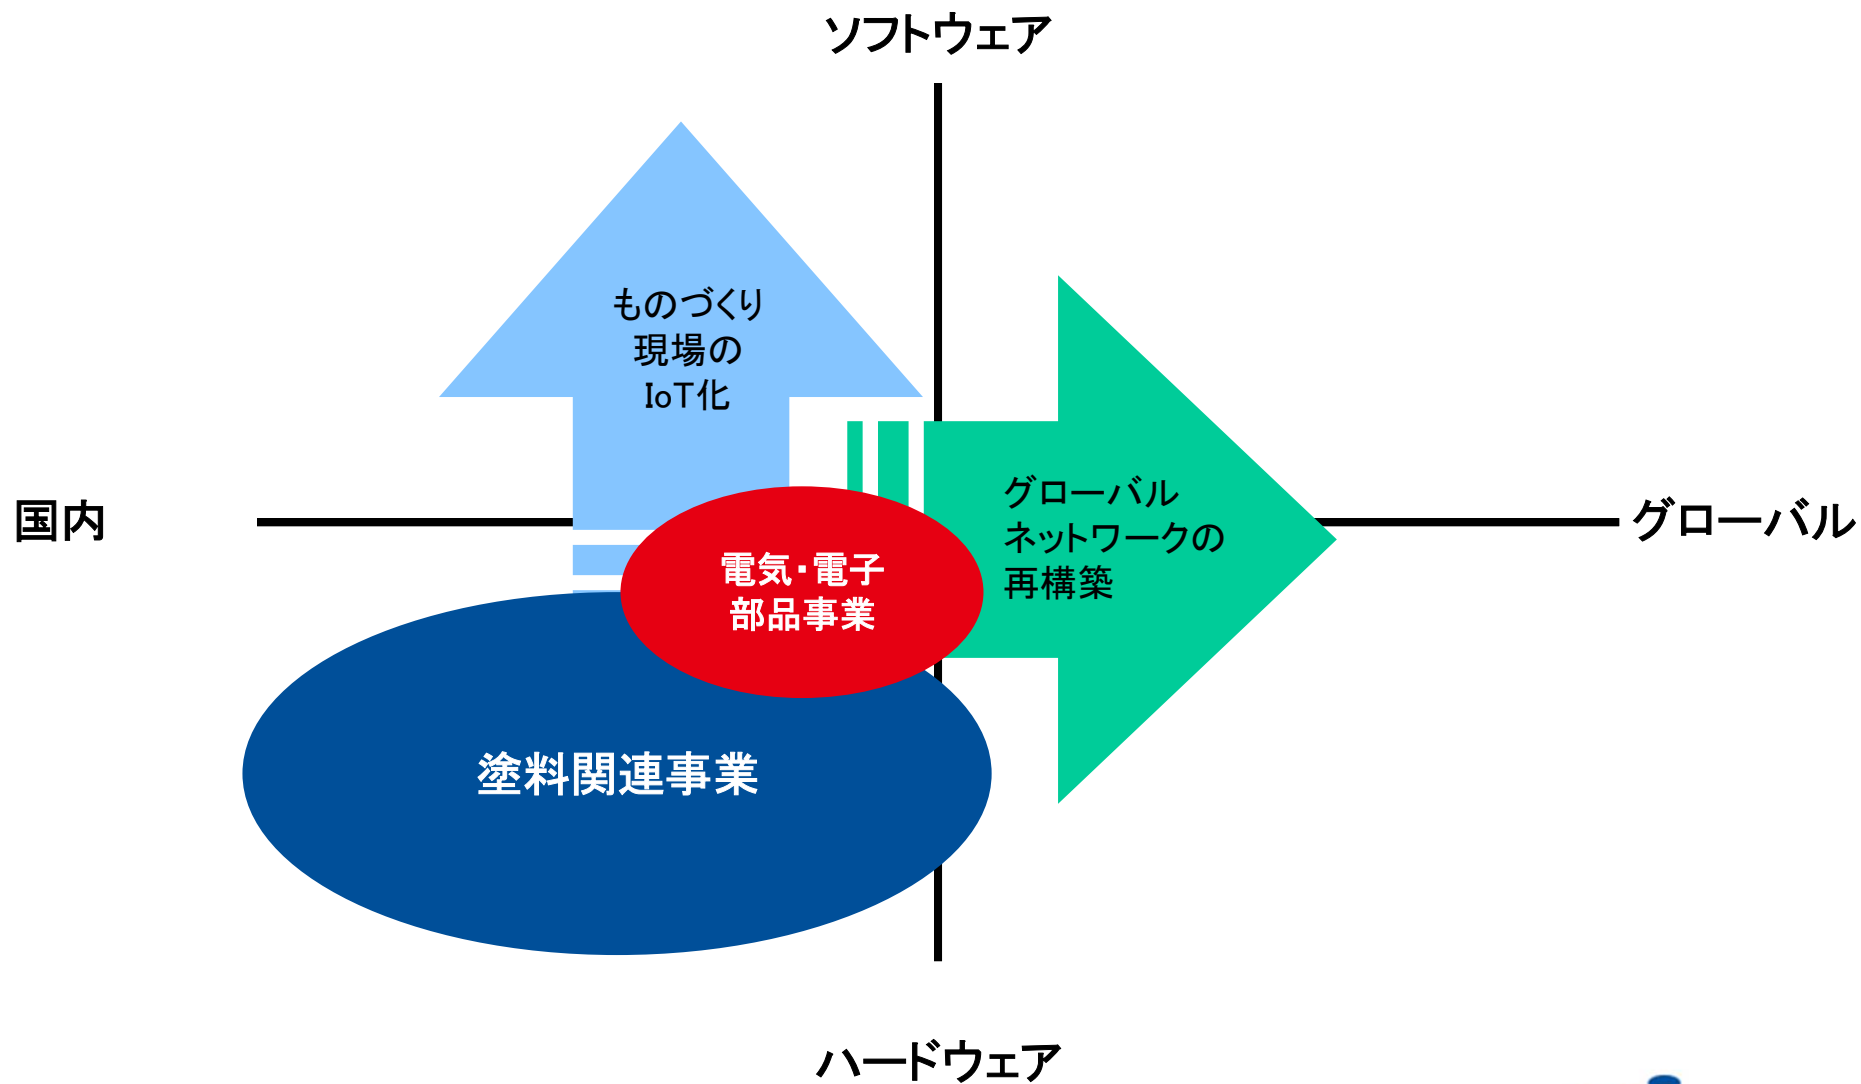 ソフトウェア
ものづくり
現場の
IoT化
国内
グローバル
グローバル
ネットワークの
再構築
電気・電子
部品事業
塗料関連事業
ハードウェア